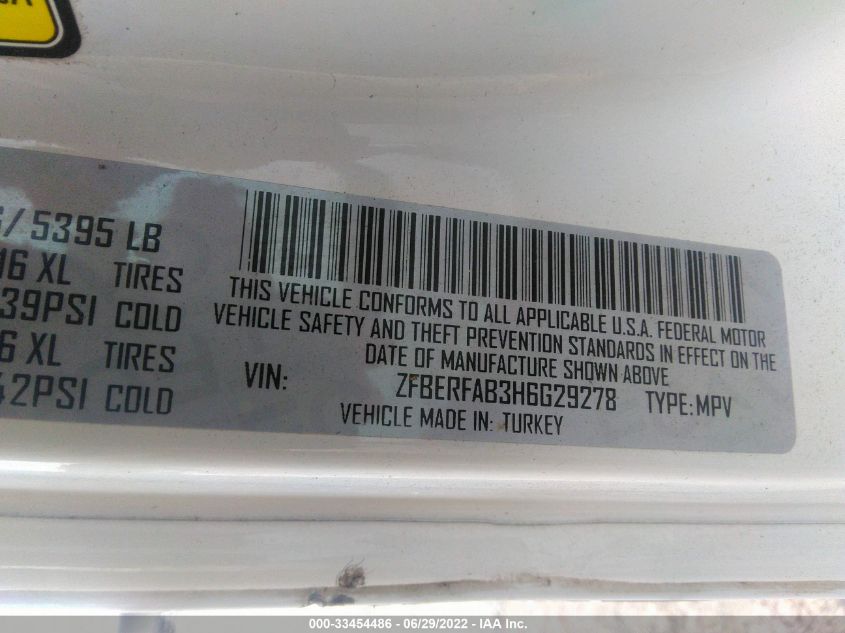 / 5395 LB
16 XL TIRES
39PSI COLD
6 XL TIRES
42PSI COLD
THIS VEHICLE CONFORMS TO ALL APPLICABLE U.S.A. FEDERAL MOTOR
VEHICLE SAFETY AND THEFT PREVENTION STANDARDS IN EFFECT ON THE
DATE OF MANUFACTURE SHOWN ABOVE
VIN: ZFBERFAB3H6G29278 TYPE:MPV
VEHICLE MADE IN: TURKEY
000-33454486 - 06/29/2022 - IAA Inc.